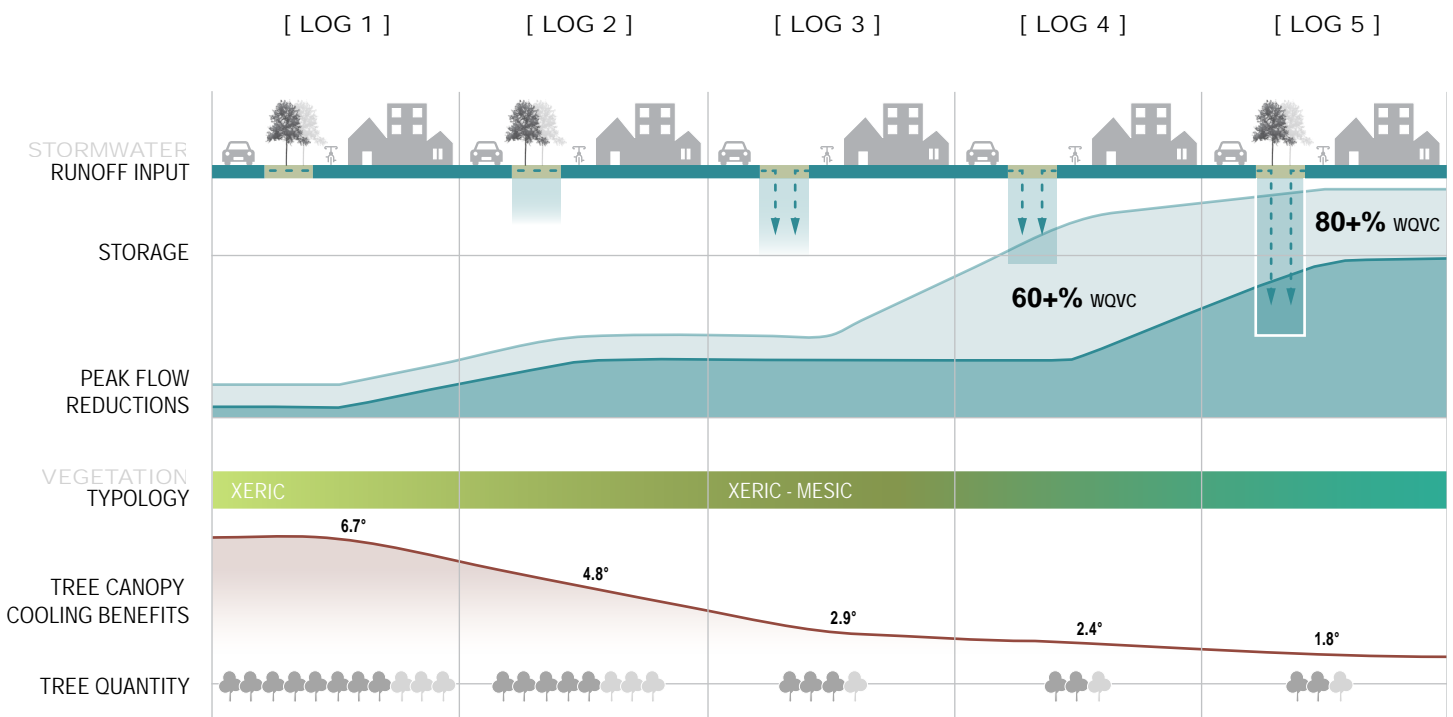 [ LOG 1 ] [ LOG 2 ] [ LOG 3 ] [ LOG 4 ] [ LOG 5 ]
STORMWATER
RUNOFF INPUT
80+% WQVC
STORAGE
60+% WQVC
PEAK FLOW
REDUCTIONS
VEGETATION
TYPOLOGY
XERIC XERIC - MESIC
6.7°
4.8°
2.9°
2.4°
1.8°
TREE CANOPY
COOLING BENEFITS
TREE QUANTITY